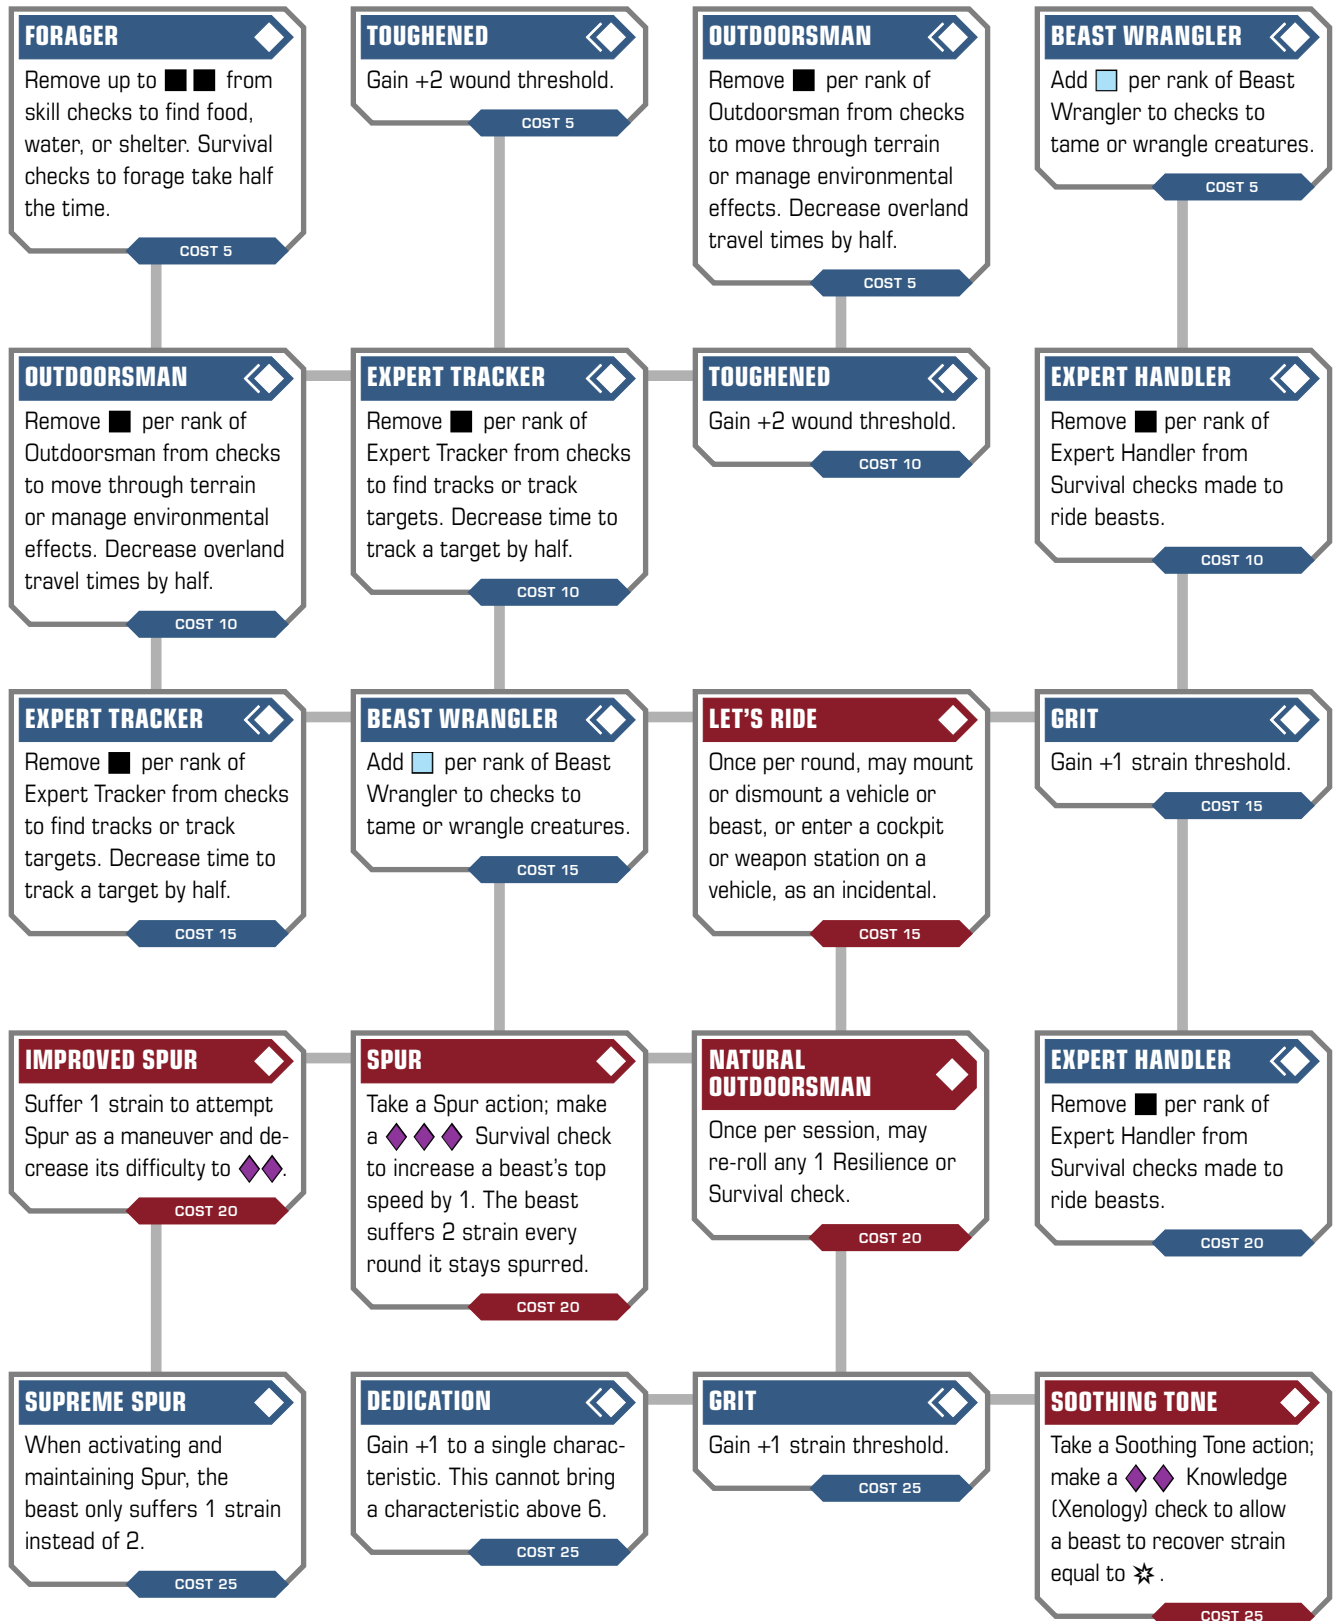 FORAGER
Remove up to from
skill checks to find food,
water, or shelter. Survival
checks to forage take half
the time.
COST 5
TOUGHENED
Gain +2 wound threshold.
COST 5
OUTDOORSMAN
Remove per rank of
Outdoorsman from checks
to move through terrain
or manage environmental
effects. Decrease overland
travel times by half.
COST 5
BEAST WRANGLER
Add per rank of Beast
Wrangler to checks to
tame or wrangle creatures.
COST 5
OUTDOORSMAN
Remove per rank of
Outdoorsman from checks
to move through terrain
or manage environmental
effects. Decrease overland
travel times by half.
COST 10
EXPERT TRACKER
Remove per rank of
Expert Tracker from checks
to find tracks or track
targets. Decrease time to
track a target by half.
COST 10
TOUGHENED
Gain +2 wound threshold.
COST 10
EXPERT HANDLER
Remove per rank of
Expert Handler from
Survival checks made to
ride beasts.
COST 10
EXPERT TRACKER
Remove per rank of
Expert Tracker from checks
to find tracks or track
targets. Decrease time to
track a target by half.
COST 15
BEAST WRANGLER
Add per rank of Beast
Wrangler to checks to
tame or wrangle creatures.
COST 15
LET'S RIDE
Once per round, may mount
or dismount a vehicle or
beast, or enter a cockpit
or weapon station on a
vehicle, as an incidental.
COST 15
GRIT
Gain +1 strain threshold.
COST 15
IMPROVED SPUR
Suffer 1 strain to attempt
Spur as a maneuver and de-
crease its difficulty to .
COST 20
SPUR
Take a Spur action; make
a Survival check
to increase a beast's top
speed by 1. The beast
suffers 2 strain every
round it stays spurred.
COST 20
NATURAL
OUTDOORSMAN
Once per session, may
re-roll any 1 Resilience or
Survival check.
COST 20
EXPERT HANDLER
Remove per rank of
Expert Handler from
Survival checks made to
ride beasts.
COST 20
SUPREME SPUR
When activating and
maintaining Spur, the
beast only suffers 1 strain
instead of 2.
COST 25
DEDICATION
Gain +1 to a single charac-
teristic. This cannot bring
a characteristic above 6.
COST 25
GRIT
Gain +1 strain threshold.
COST 25
SOOTHING TONE
Take a Soothing Tone action;
make a Knowledge
(Xenology) check to allow
a beast to recover strain
equal to .
COST 25